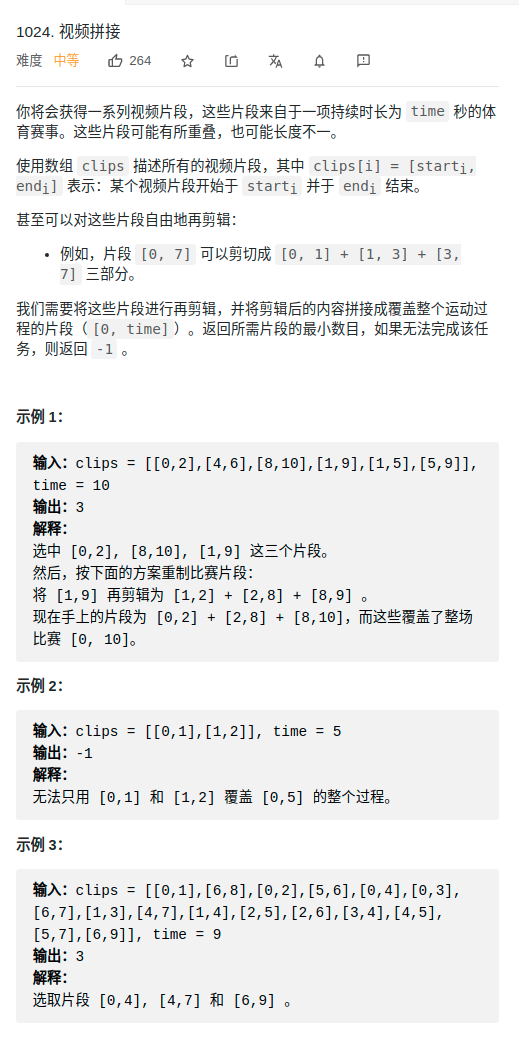 1024. 视频拼接
难度 中等 264
你将会获得一系列视频片段，这些片段来自于一项持续时长为 time 秒的体
育赛事。这些片段可能有所重叠，也可能长度不一。
使用数组 clips 描述所有的视频片段，其中 clips[i] = [starti,
endi] 表示：某个视频片段开始于 starti 并于 endi 结束。
甚至可以对这些片段自由地再剪辑：
• 例如，片段 [0, 7] 可以剪切成 [0, 1] + [1, 3] + [3,
7] 三部分。
我们需要将这些片段进行再剪辑，并将剪辑后的内容拼接成覆盖整个运动过
程的片段（[0, time]）。返回所需片段的最小数目，如果无法完成该任
务，则返回 -1 。
示例 1：
输入：clips = [[0,2],[4,6],[8,10],[1,9],[1,5],[5,9]],
time = 10
输出：3
解释：
选中 [0,2], [8,10], [1,9] 这三个片段。
然后，按下面的方案重制比赛片段：
将 [1,9] 再剪辑为 [1,2] + [2,8] + [8,9] 。
现在手上的片段为 [0,2] + [2,8] + [8,10]，而这些覆盖了整场
比赛 [0, 10]。
示例 2：
输入：clips = [[0,1],[1,2]], time = 5
输出：-1
解释：
无法只用 [0,1] 和 [1,2] 覆盖 [0,5] 的整个过程。
示例 3：
输入：clips = [[0,1],[6,8],[0,2],[5,6],[0,4],[0,3],
[6,7],[1,3],[4,7],[1,4],[2,5],[2,6],[3,4],[4,5],
[5,7],[6,9]], time = 9
输出：3
解释：
选取片段 [0,4], [4,7] 和 [6,9] 。